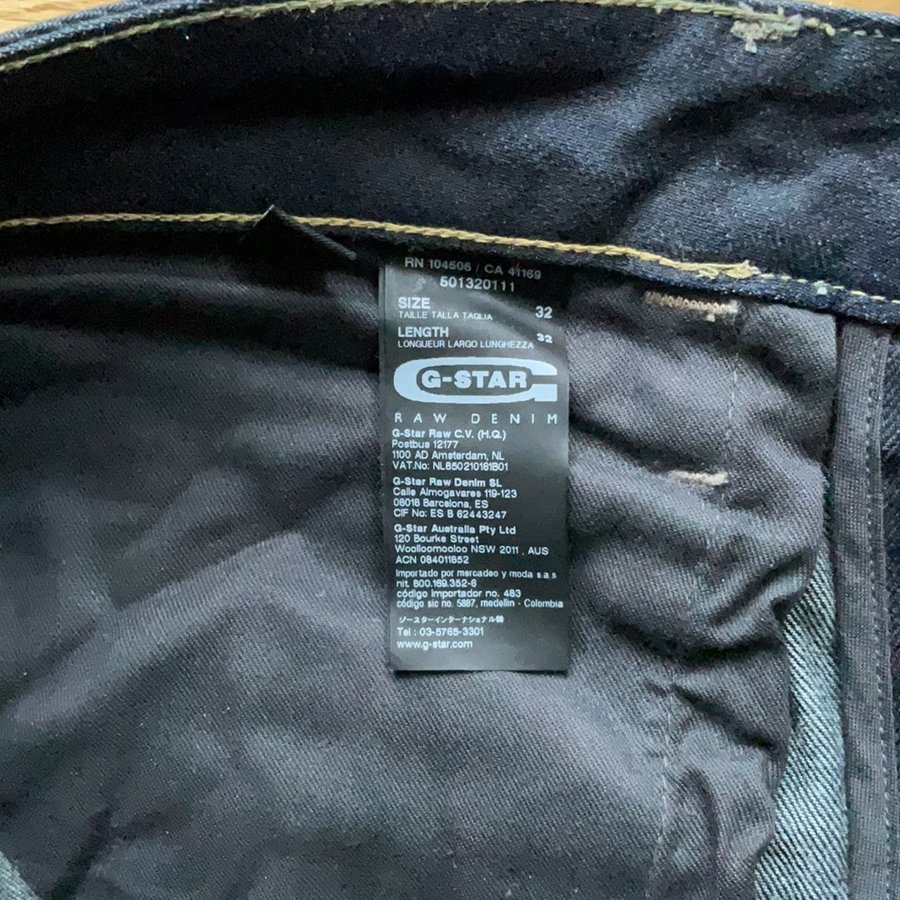 RN 104506 / CA 41169
501320111
SIZE 32
TAILLE TALLA TAGLIA
LENGTH 32
LONGUEUR LARGO LUNGHEZZA
G-STAR
RAW DENIM
G-Star Raw C.V. (H.Q.)
Postbus 12177
1100 AD Amsterdam, NL
VAT.No: NL850210181B01
G-Star Raw Denim SL
Calle Almogavares 119-123
08018 Barcelona, ES
CIF No: ES B 62443247
G-Star Australia Pty Ltd
120 Bourke Street
Woolloomooloo NSW 2011 , AUS
ACN 084011852
Importado por mercadeo y moda s.a.s
nit. 800.189.352-6
código importador no. 483
código sic no. 5887, medellin - Colombia
ジースターインターナショナル㈱
Tel : 03-5765-3301
www.g-star.com